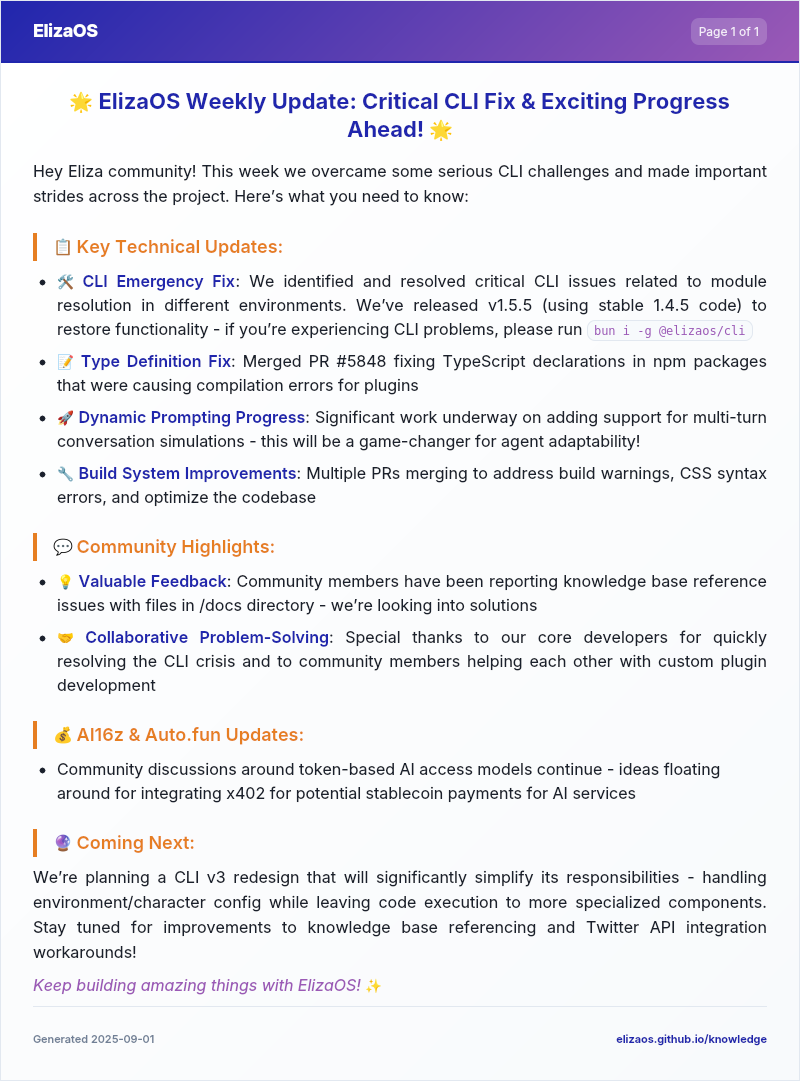 ElizaOS
Page 1 of 1
🌟 ElizaOS Weekly Update: Critical CLI Fix & Exciting Progress
Ahead! 🌟
Hey Eliza community! This week we overcame some serious CLI challenges and made important
strides across the project. Here’s what you need to know:
📋 Key Technical Updates:
• 🛠️ CLI Emergency Fix: We identified and resolved critical CLI issues related to module
resolution in different environments. We’ve released v1.5.5 (using stable 1.4.5 code) to
restore functionality - if you’re experiencing CLI problems, please run bun i -g @elizaos/cli
• 📝 Type Definition Fix: Merged PR #5848 fixing TypeScript declarations in npm packages
that were causing compilation errors for plugins
• 🚀 Dynamic Prompting Progress: Significant work underway on adding support for multi-turn
conversation simulations - this will be a game-changer for agent adaptability!
• 🔧 Build System Improvements: Multiple PRs merging to address build warnings, CSS syntax
errors, and optimize the codebase
💬 Community Highlights:
• 💡 Valuable Feedback: Community members have been reporting knowledge base reference
issues with files in /docs directory - we’re looking into solutions
• 🤝 Collaborative Problem-Solving: Special thanks to our core developers for quickly
resolving the CLI crisis and to community members helping each other with custom plugin
development
💰 AI16z & Auto.fun Updates:
• Community discussions around token-based AI access models continue - ideas floating
around for integrating x402 for potential stablecoin payments for AI services
🔮 Coming Next:
We’re planning a CLI v3 redesign that will significantly simplify its responsibilities - handling
environment/character config while leaving code execution to more specialized components.
Stay tuned for improvements to knowledge base referencing and Twitter API integration
workarounds!
Keep building amazing things with ElizaOS! ✨
Generated 2025-09-01
elizaos.github.io/knowledge